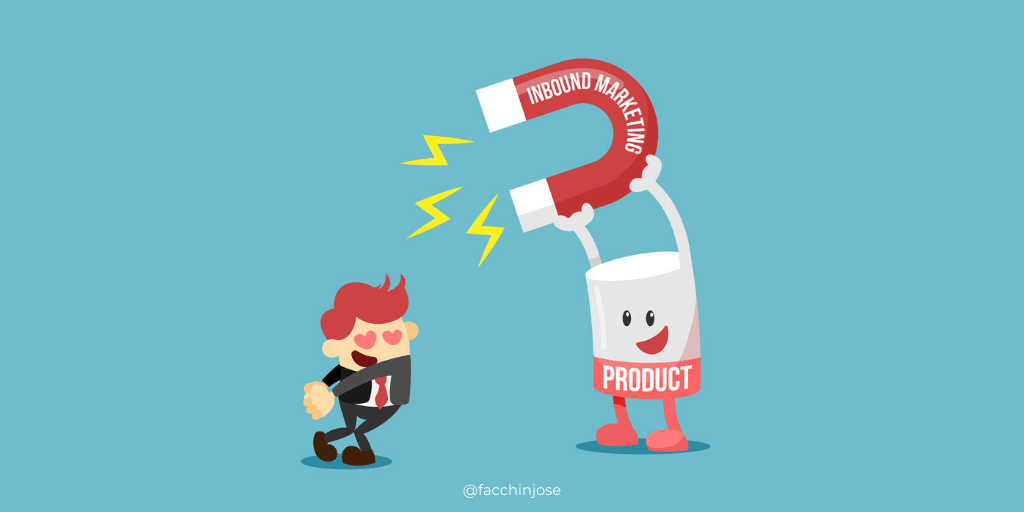 INBOUND MARKETING
PRODUCT
@facchinjose